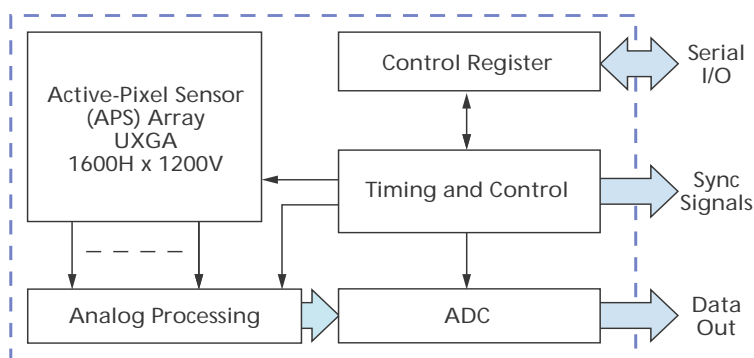 Active-Pixel Sensor
(APS) Array
UXGA
1600H x 1200V
Control Register
Serial
I/O
Timing and Control
Sync
Signals
Analog Processing
ADC
Data
Out